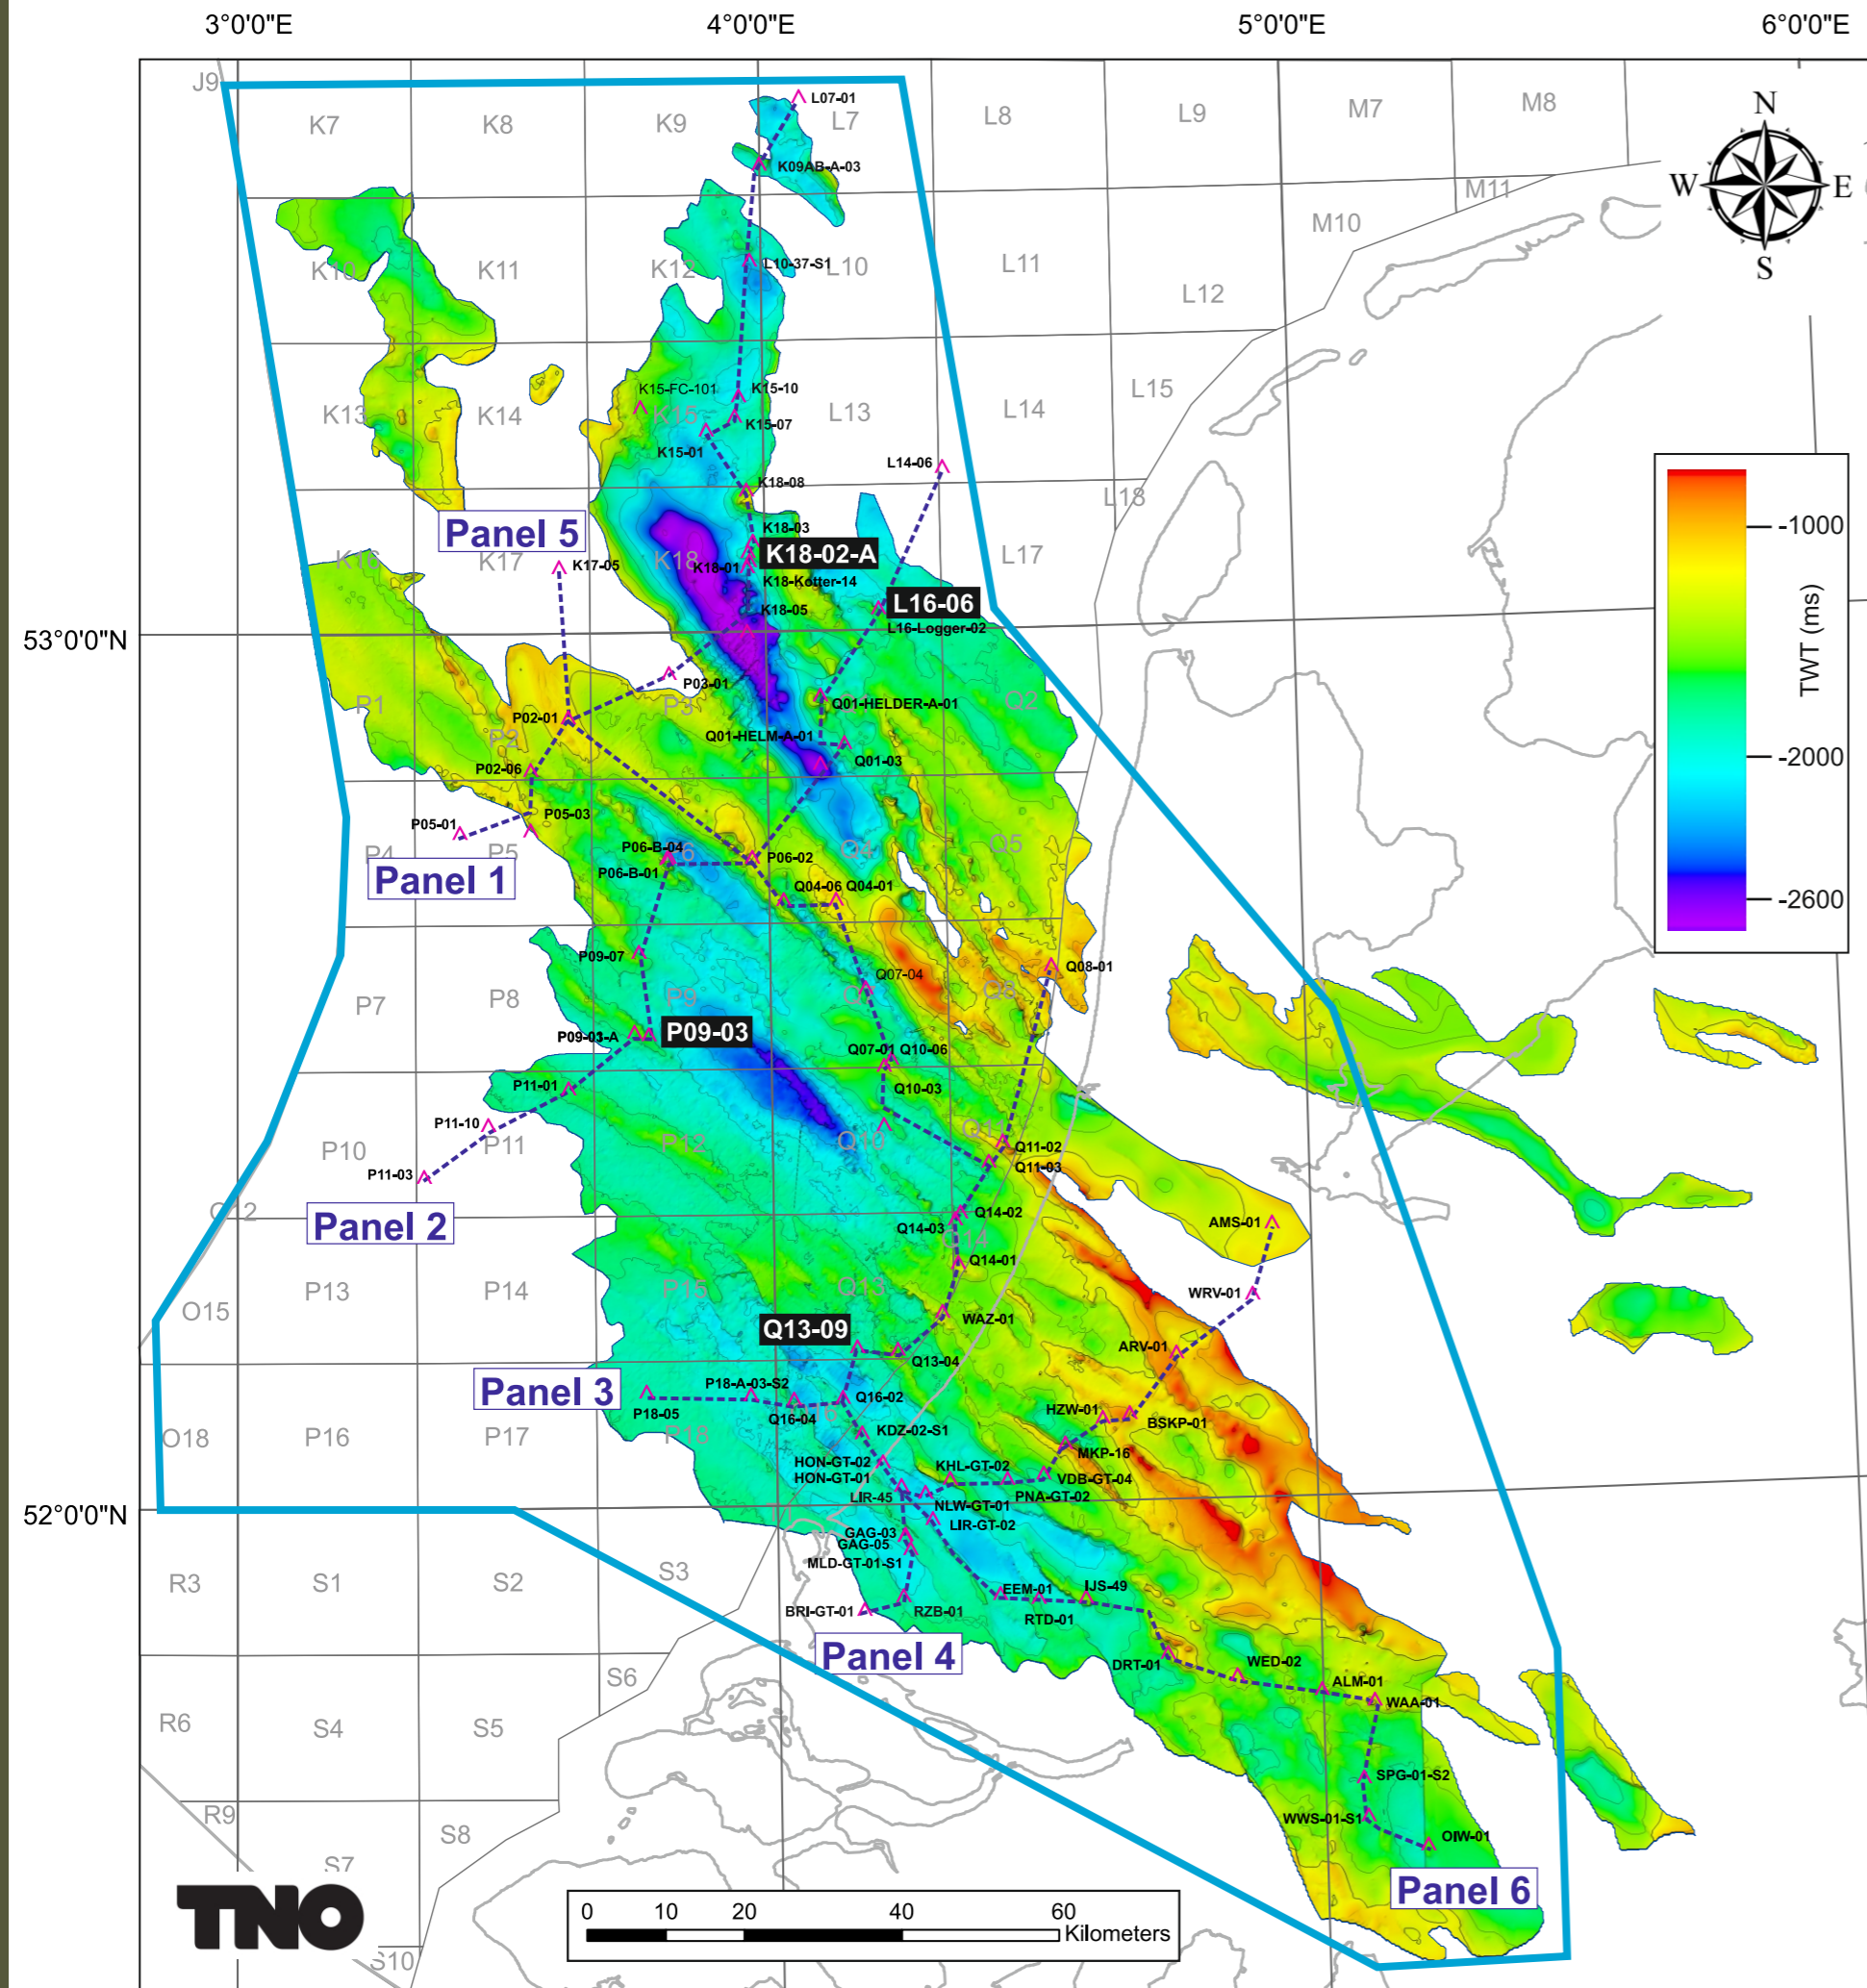 3°0'0"E
4°0'0"E
5°0'0"E
6°0'0"E
J9
K7
K8
K9
L07-01
L7
L8
L9
M7
M8
N
W
E
S
K09AB-A-03
M11
M10
K10
K11
K12
L10-37-S1
L10
L11
L12
K15-FC-101
K15-10
K13
K14
K15
K15-07
L13
L14
L15
K15-01
L14-06
K18-08
L18
Panel 5
K18-03
K16
K17
K17-05
K18
K18-01
K18-02-A
L17
K18-Kotter-14
K18-05
L16-06
L16-Logger-02
53°0'0"N
-1000
TWT (ms)
-2000
-2600
P03-01
P1
P02-01
P3
Q01-HELDER-A-01
Q2
P2
Q01-HELM-A-01
P02-06
Q01-03
P05-01
P05-03
P4
P5
P06-B-04
P06-02
Q4
Q5
Panel 1
P06-B-01
Q04-06
Q04-01
P09-07
Q07-04
Q08-01
P7
P8
P9
Q8
P09-03
Q07-01
Q10-06
P11-01
Q10-03
P11-10
P10
P11
P12
Q10
Q11
Q11-02
P11-03
Q11-03
Panel 2
Q14-02
Q14-03
Q14
AMS-01
Q14-01
P13
P14
P15
Q13
WRV-01
O15
WAZ-01
Q13-09
Q13-04
ARV-01
Panel 3
P18-A-03-S2
P18-05
Q16-04
Q16-02
HZW-01
BSKP-01
O18
P16
P17
P18
KDZ-02-S1
MKP-16
HON-GT-02
HON-GT-01
KHL-GT-02
VDB-GT-04
LIR-45
PNA-GT-02
NLW-GT-01
52°0'0"N
LIR-GT-02
GAG-03
GAG-05
MLD-GT-01-S1
R3
S1
S2
S3
EEM-01
IJS-49
BRI-GT-01
RZB-01
RTD-01
Panel 4
DRT-01
WED-02
S6
ALM-01
WAA-01
R6
S4
S5
SPG-01-S2
R9
S8
WWS-01-S1
OIW-01
S7
Panel 6
TNO
0 10 20 40 60
Kilometers
S10